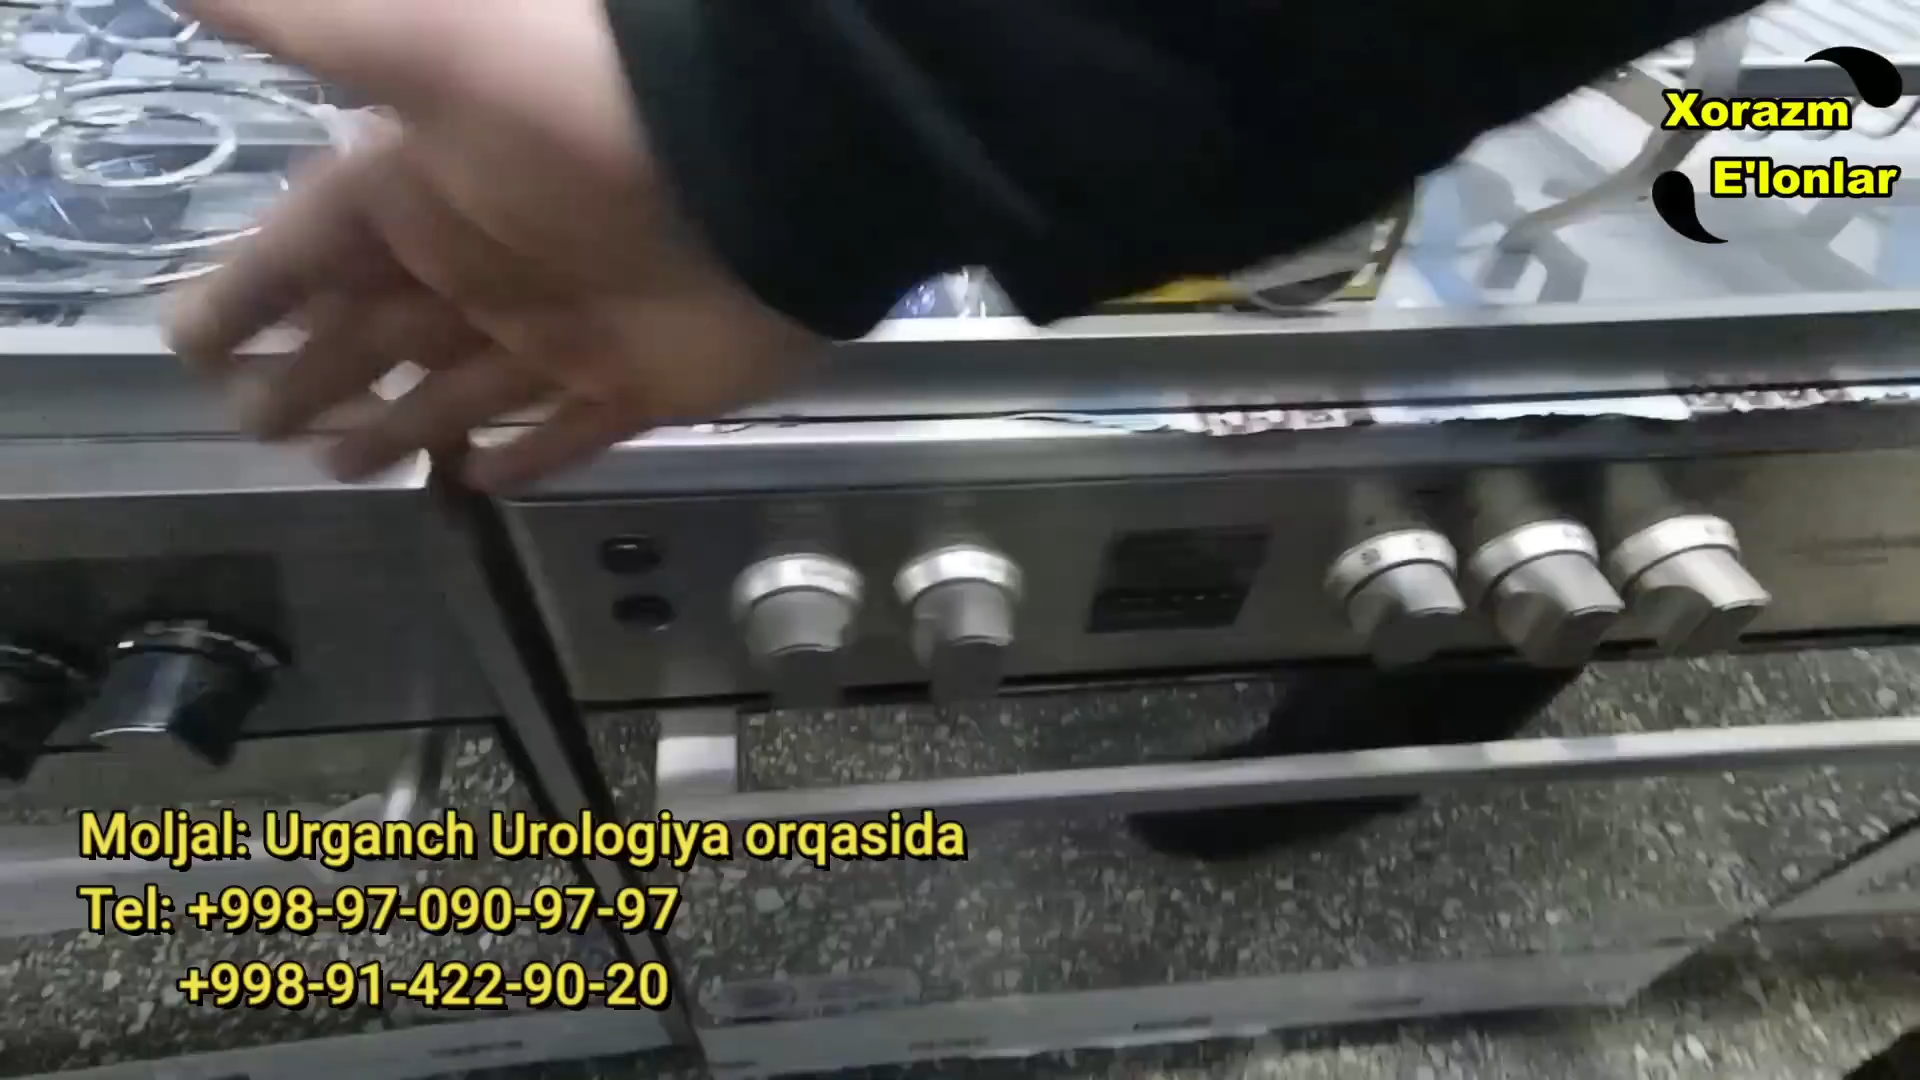 Xorazm
E'lonlar
Moljal: Urganch Urologiya orqasida
Tel: +998-97-090-97-97
+998-91-422-90-20